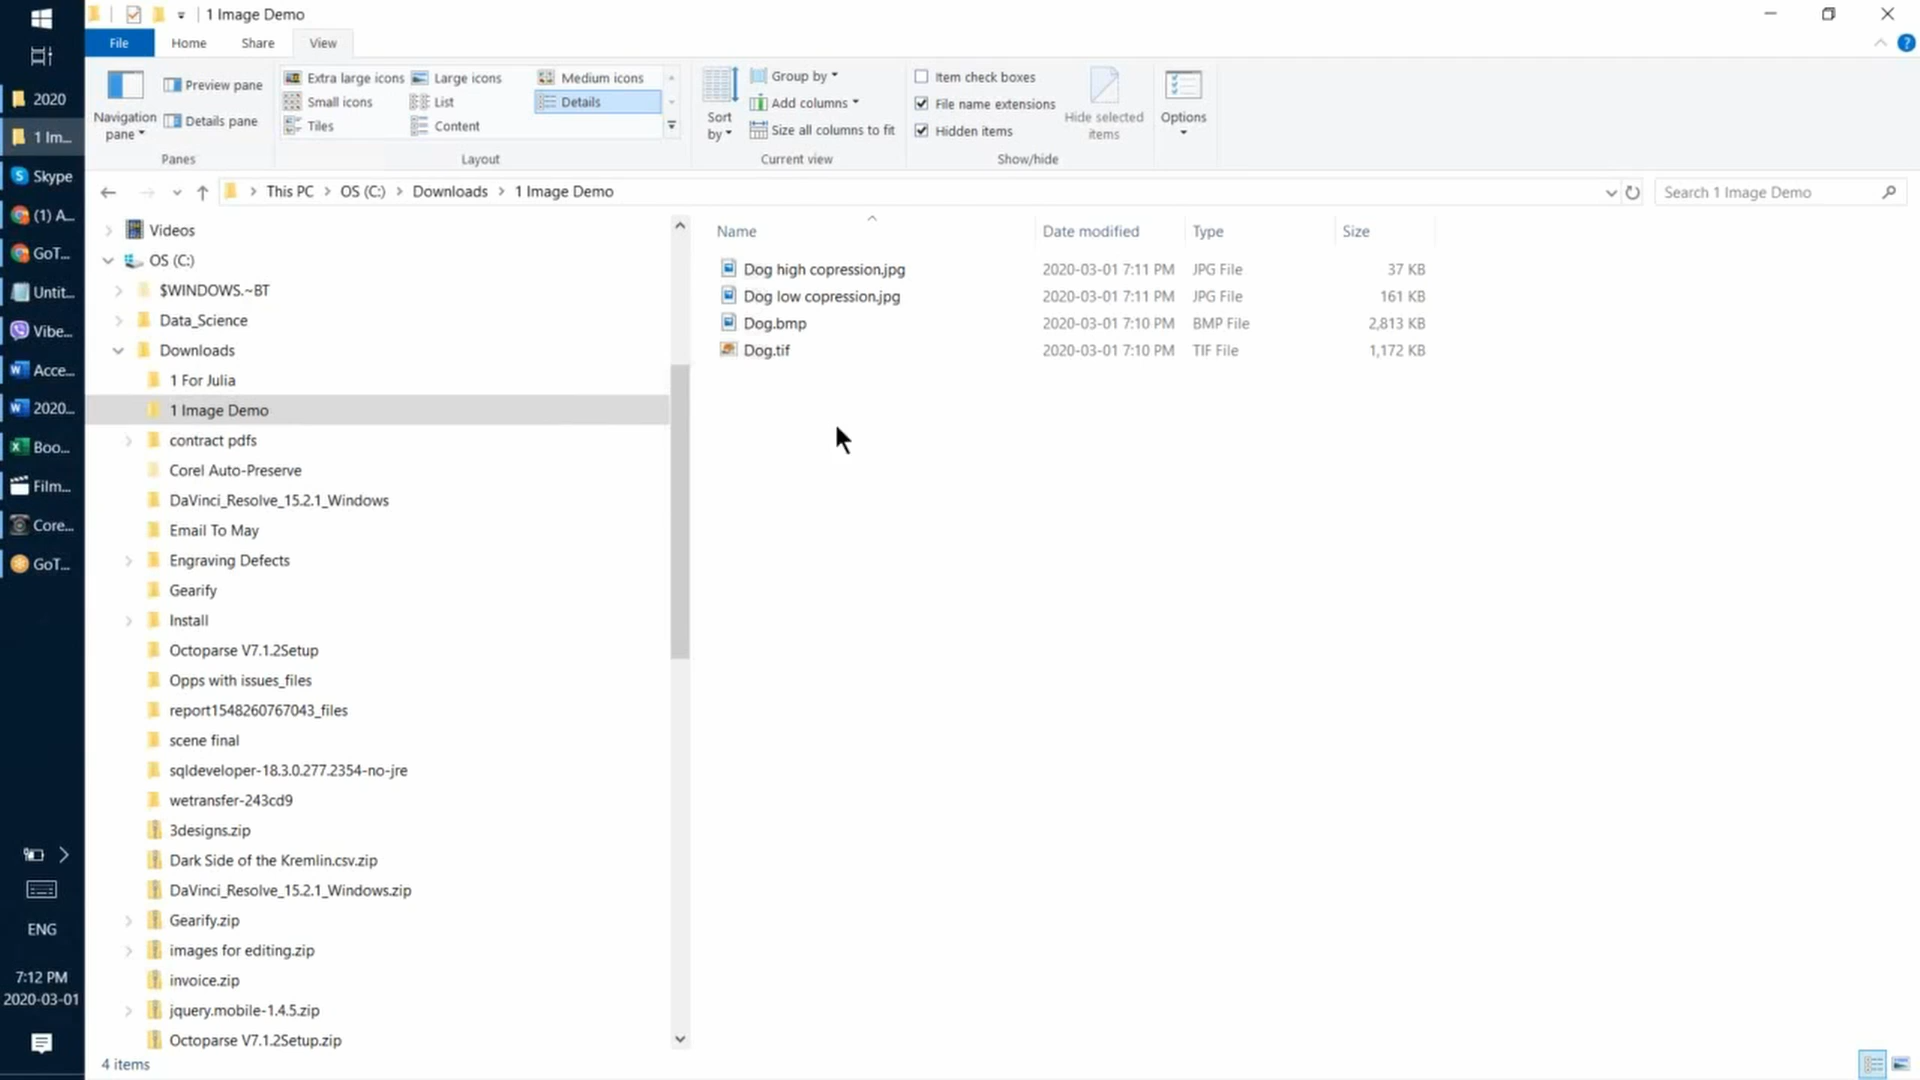 1 Image Demo
File Home Share View
Navigation pane
Preview pane
Details pane
Panes
Extra large icons Large icons Medium icons
Small icons List Details
Tiles Content
Layout
Sort by
Group by
Add columns
Size all columns to fit
Current view
Item check boxes
File name extensions
Hidden items
Hide selected items
Show/hide
Options
This PC > OS (C:) > Downloads > 1 Image Demo
Search 1 Image Demo
2020
1 Im...
Skype
(1) A...
GoT...
Untit...
Vibe...
Acce...
2020...
Boo...
Film...
Core...
GoT...
ENG
7:12 PM
2020-03-01
Videos
OS (C:)
$WINDOWS.~BT
Data_Science
Downloads
1 For Julia
1 Image Demo
contract pdfs
Corel Auto-Preserve
DaVinci_Resolve_15.2.1_Windows
Email To May
Engraving Defects
Gearify
Install
Octoparse V7.1.2Setup
Opps with issues_files
report1548260767043_files
scene final
sqldeveloper-18.3.0.277.2354-no-jre
wetransfer-243cd9
3designs.zip
Dark Side of the Kremlin.csv.zip
DaVinci_Resolve_15.2.1_Windows.zip
Gearify.zip
images for editing.zip
invoice.zip
jquery.mobile-1.4.5.zip
Octoparse V7.1.2Setup.zip
Name Date modified Type Size
Dog high copression.jpg 2020-03-01 7:11 PM JPG File 37 KB
Dog low copression.jpg 2020-03-01 7:11 PM JPG File 161 KB
Dog.bmp 2020-03-01 7:10 PM BMP File 2,813 KB
Dog.tif 2020-03-01 7:10 PM TIF File 1,172 KB
4 items